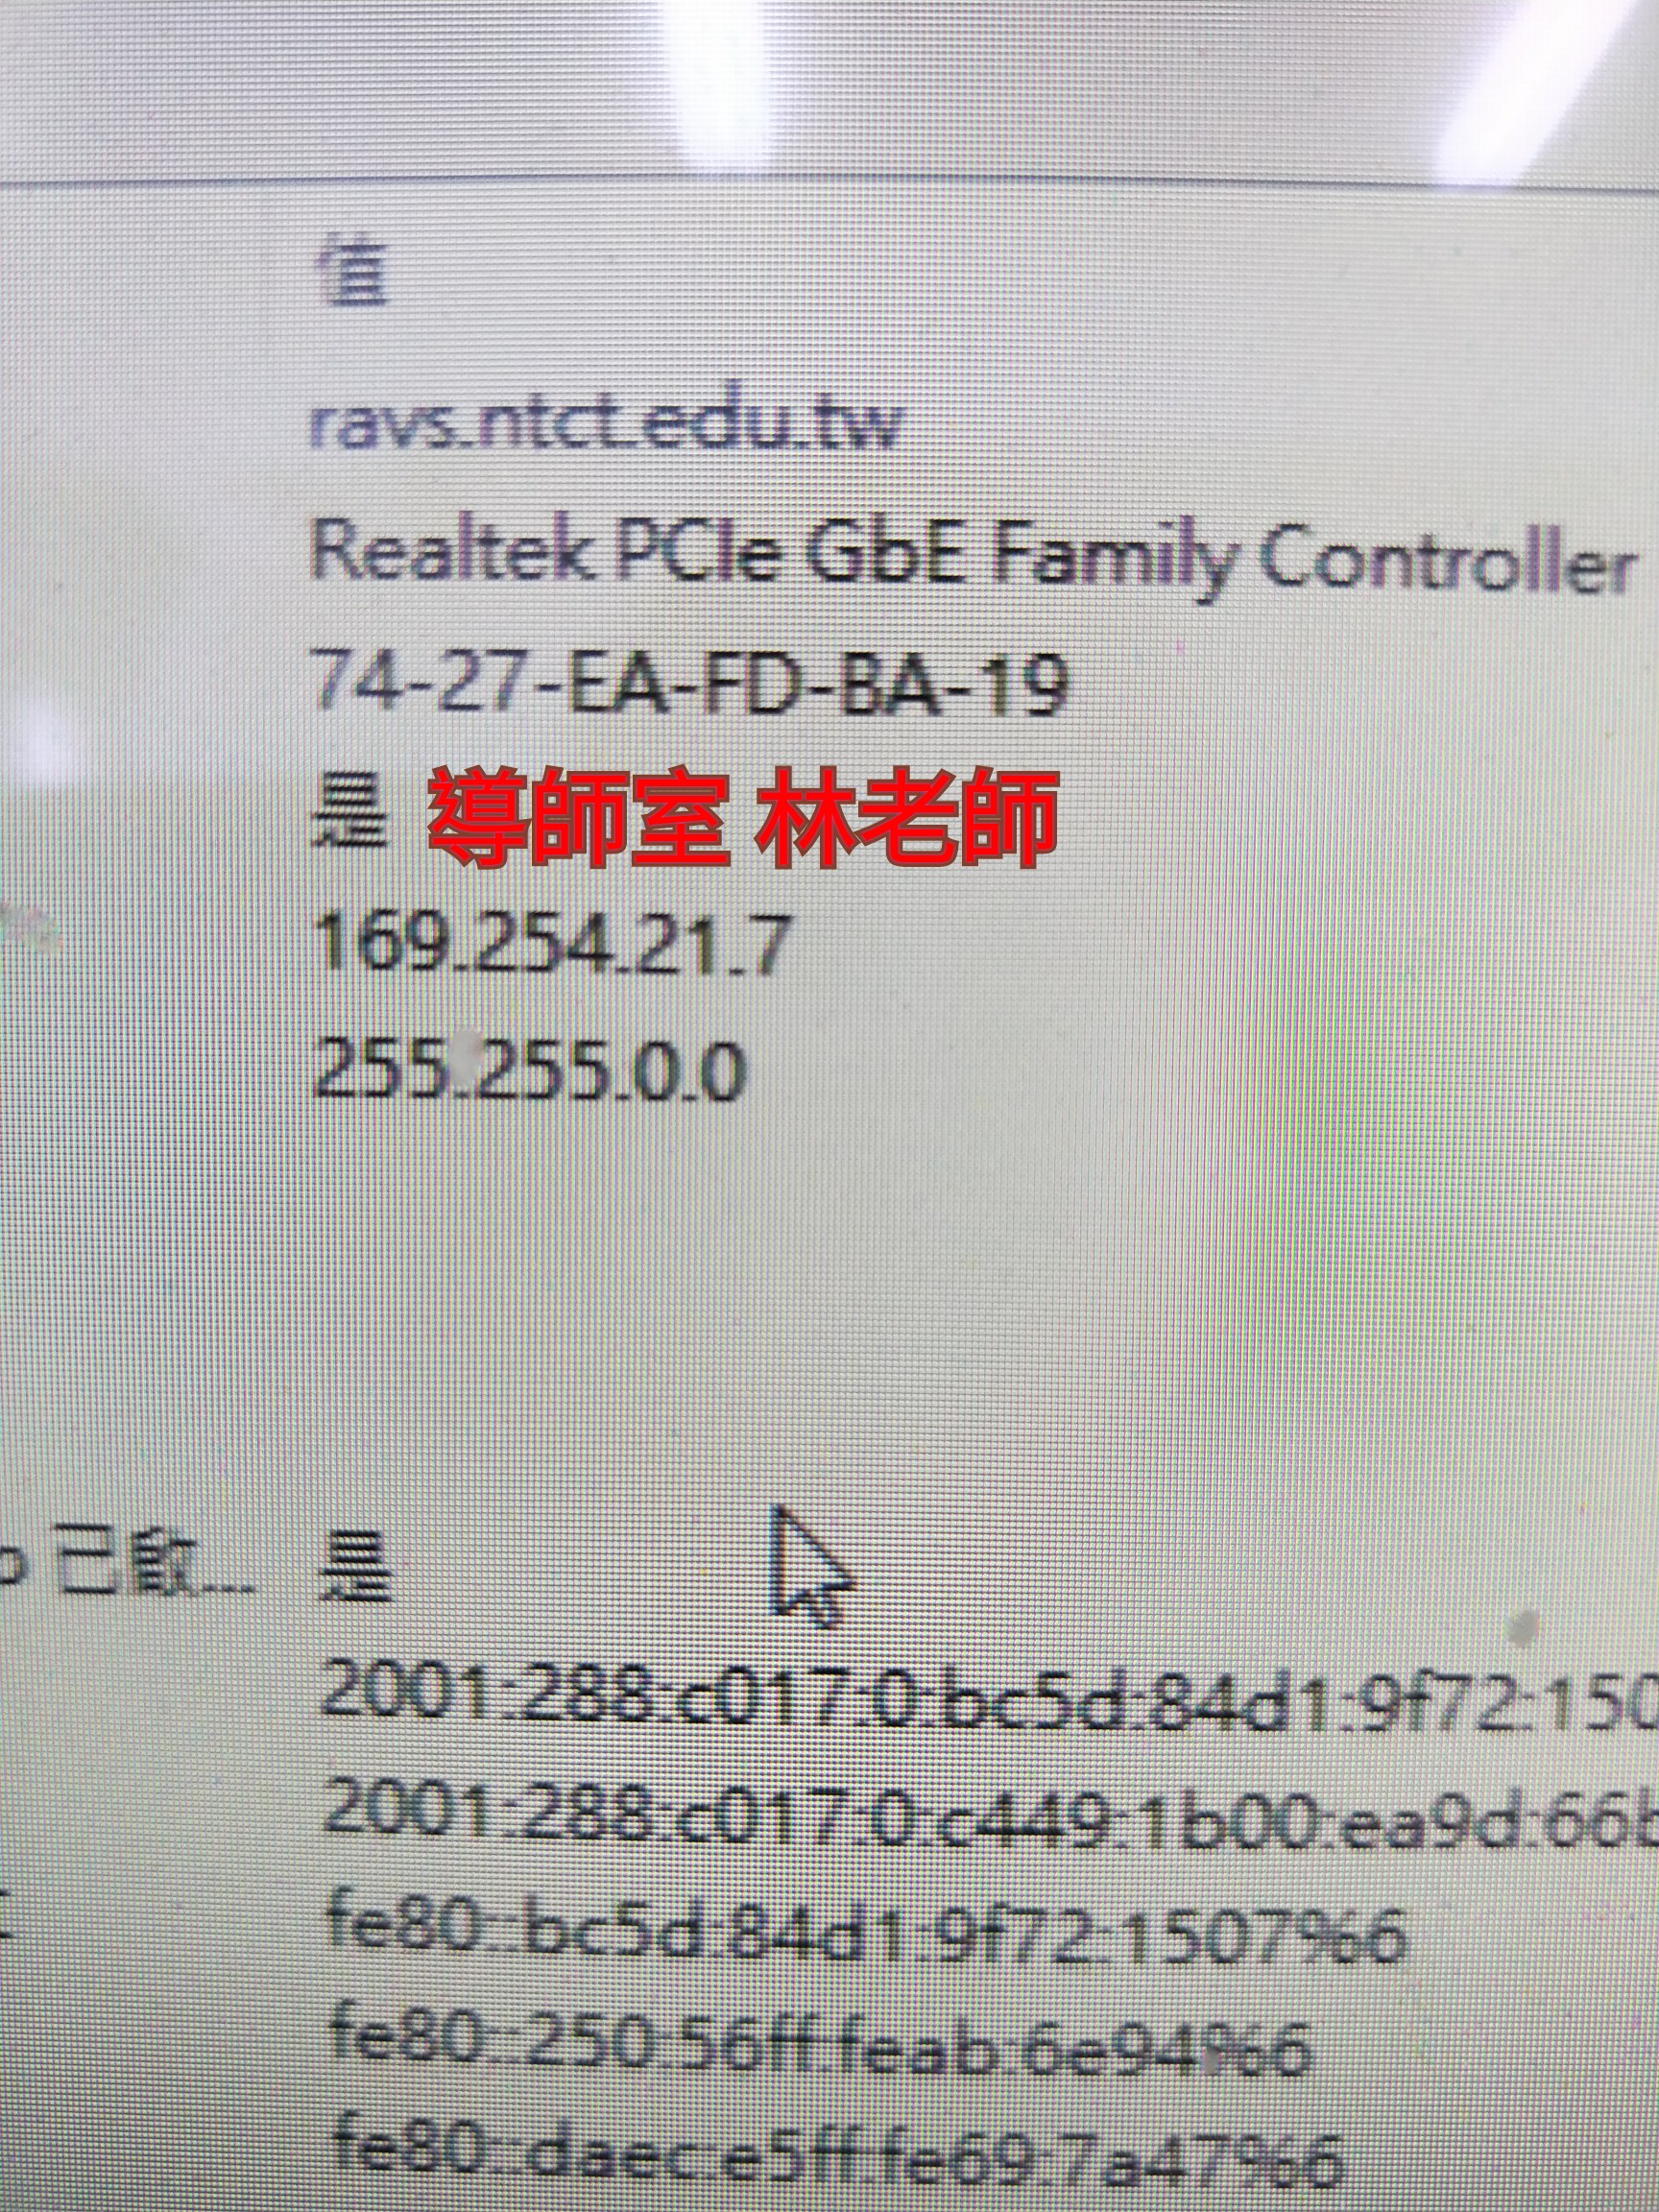 值
ravs.ntct.edu.tw
Realtek PCIe GbE Family Controller
74-27-EA-FD-BA-19
是 導師室 林老師
169.254.21.7
255.255.0.0
已啟... 是
2001:288:c017:0:bc5d:84d1:9f72:150
2001:288:c017:0:c449:1b00:ea9d:66b
fe80::bc5d:84d1:9f72:1507%6
fe80::250:56ff:feab:6e94%6
fe80::daec:e5ff:fe69:7a47%6